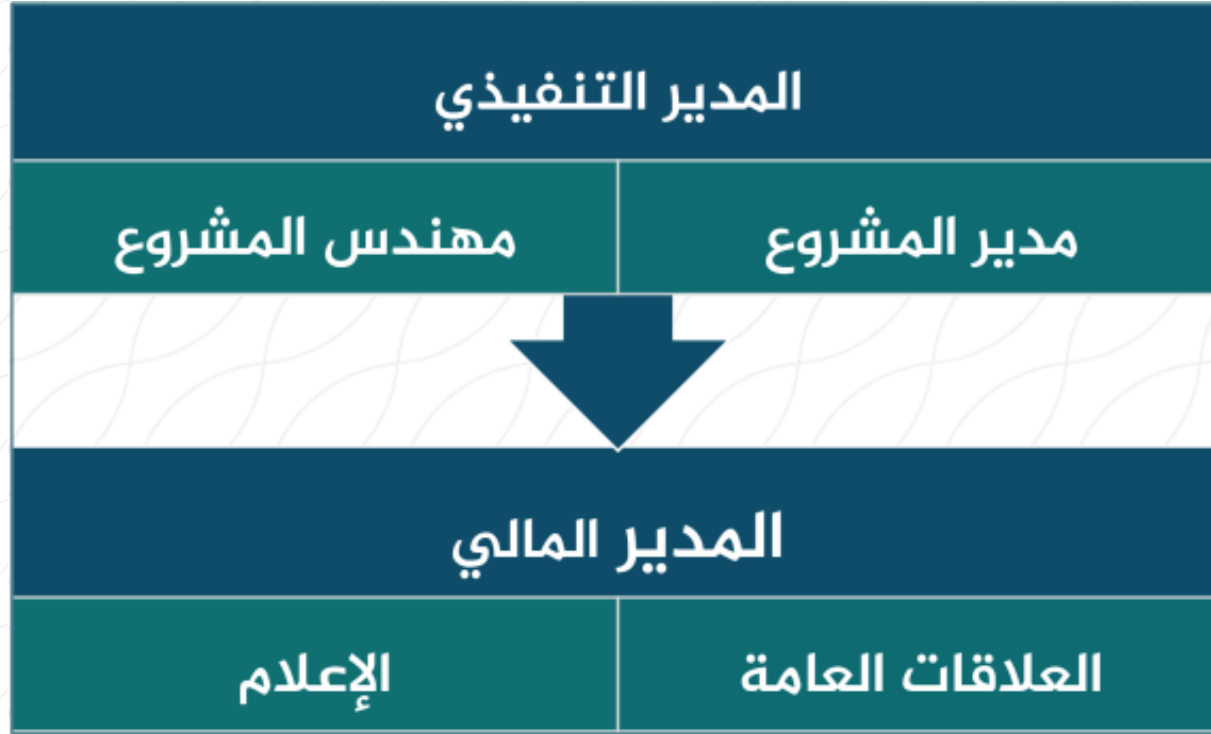 المدير التنفيذي
مدير المشروع
مهندس المشروع
المدير المالي
العلاقات العامة
الإعلام